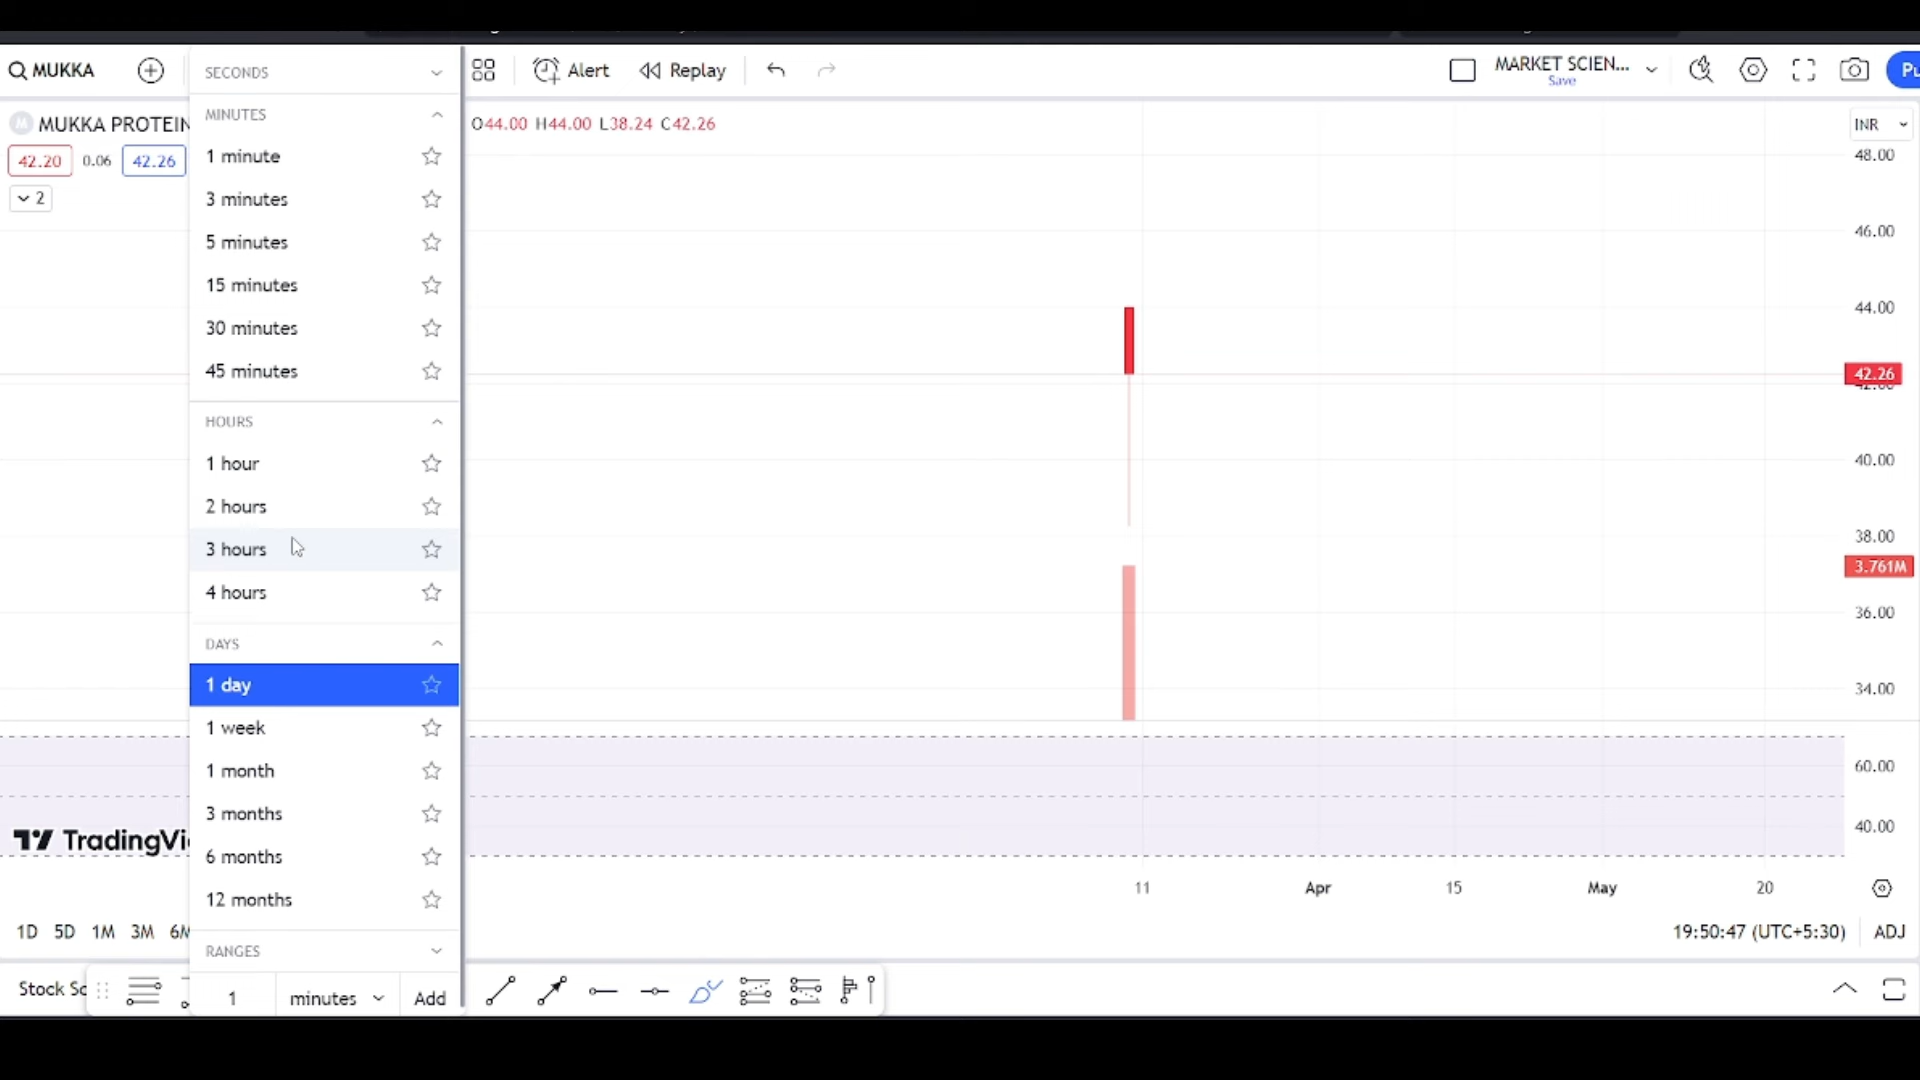 MUKKA
SECONDS
Alert
Replay
MARKET SCIEN...
Save
Pu
MUKKA PROTEIN
MINUTES
O44.00 H44.00 L38.24 C42.26
INR
42.20 0.06 42.26
2
1 minute
3 minutes
5 minutes
15 minutes
30 minutes
45 minutes
HOURS
1 hour
2 hours
3 hours
4 hours
DAYS
1 day
1 week
1 month
3 months
6 months
12 months
RANGES
1 minutes Add
48.00
46.00
44.00
42.26
40.00
38.00
3.761M
36.00
34.00
60.00
40.00
TradingVi
11 Apr 15 May 20
1D 5D 1M 3M 6M
19:50:47 (UTC+5:30) ADJ
Stock Sc